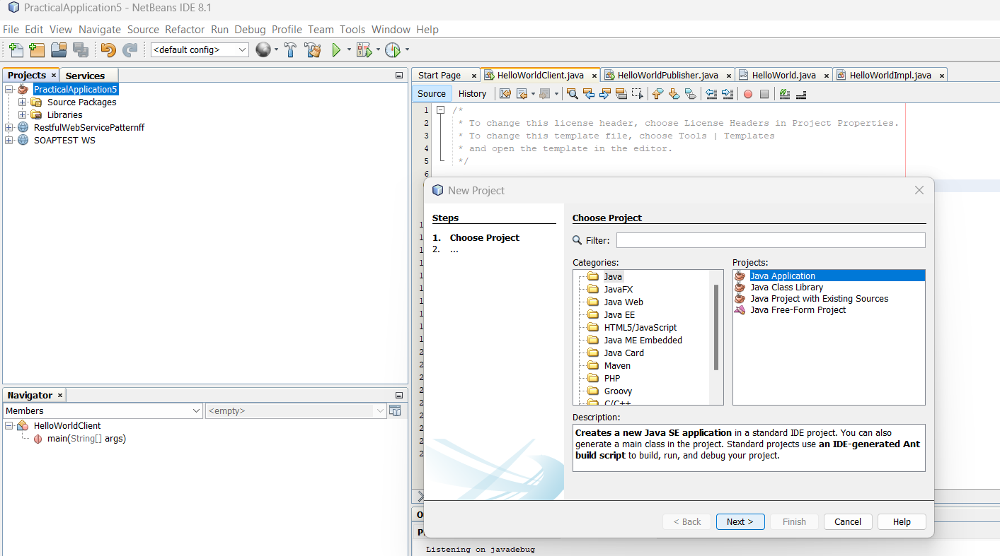 PracticalApplication5 - NetBeans IDE 8.1
File Edit View Navigate Source Refactor Run Debug Profile Team Tools Window Help
<default config>
Projects × Services
PracticalApplication5
Source Packages
Libraries
RestfulWebServicePatternff
SOAPTEST WS
Navigator ×
Members <empty>
HelloWorldClient
main(String[] args)
Start Page × HelloWorldClient.java × HelloWorldPublisher.java × HelloWorld.java × HelloWorldImpl.java ×
Source History
1 /*
2 * To change this license header, choose License Headers in Project Properties.
3 * To change this template file, choose Tools | Templates
4 * and open the template in the editor.
5 */
6
New Project
Steps
1. Choose Project
2. ...
Choose Project
Filter:
Categories:
Java
JavaFX
Java Web
Java EE
HTML5/JavaScript
Java ME Embedded
Java Card
Maven
PHP
Groovy
C/C++
Projects:
Java Application
Java Class Library
Java Project with Existing Sources
Java Free-Form Project
Description:
Creates a new Java SE application in a standard IDE project. You can also
generate a main class in the project. Standard projects use an IDE-generated Ant
build script to build, run, and debug your project.
< Back Next > Finish Cancel Help
Listening on javadebug